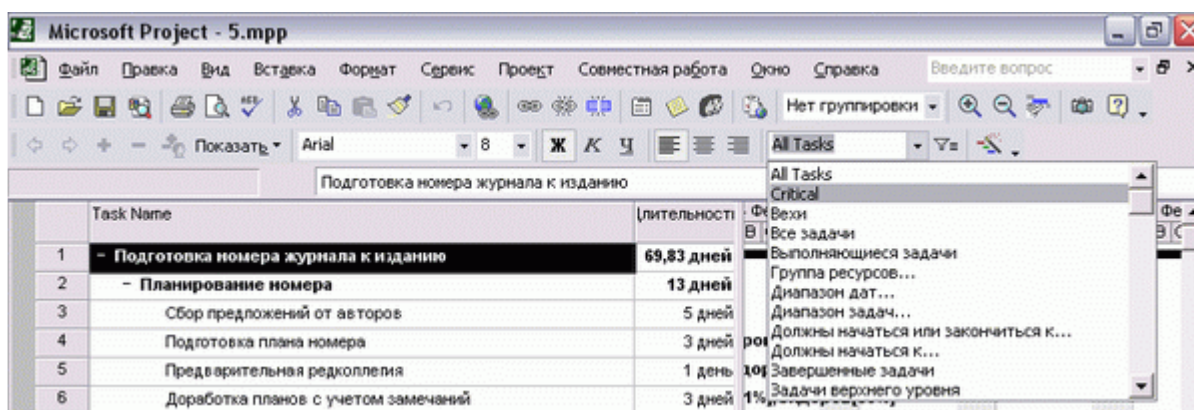 Microsoft Project - 5.mpp
Файл Правка Вид Вставка Формат Сервис Проект Совместная работа Окно Справка Введите вопрос
Нет группировки
Показать Arial 8 Ж К Ч All Tasks
Подготовка номера журнала к изданию
All Tasks
Critical
Вехи
Все задачи
Выполняющиеся задачи
Группа ресурсов...
Диапазон дат...
Диапазон задач...
Должны начаться или закончиться к...
Должны начаться к...
Завершенные задачи
Задачи верхнего уровня
Task Name
1 - Подготовка номера журнала к изданию 69,83 дней
2 - Планирование номера 13 дней
3 Сбор предложений от авторов 5 дней
4 Подготовка плана номера 3 дней
5 Предварительная редколлегия 1 день
6 Доработка планов с учетом замечаний 3 дней